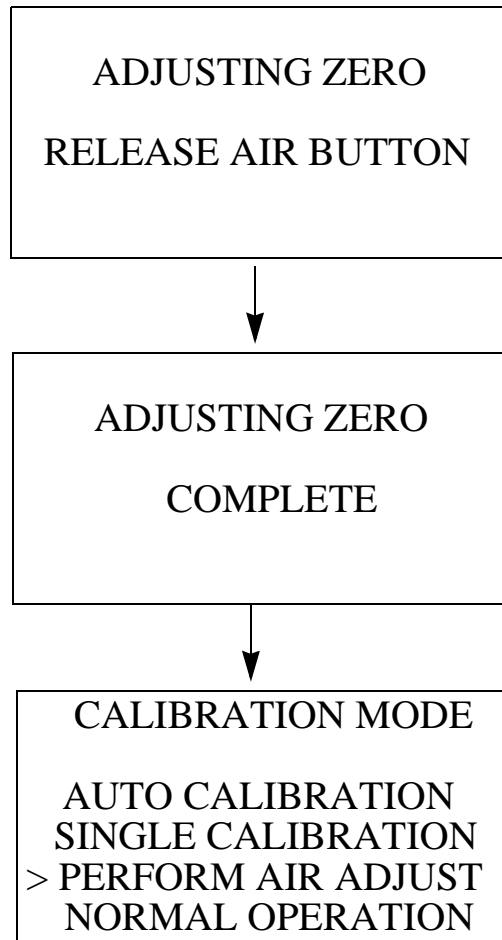 ADJUSTING ZERO
RELEASE AIR BUTTON
ADJUSTING ZERO
COMPLETE
CALIBRATION MODE
AUTO CALIBRATION
SINGLE CALIBRATION
> PERFORM AIR ADJUST
NORMAL OPERATION